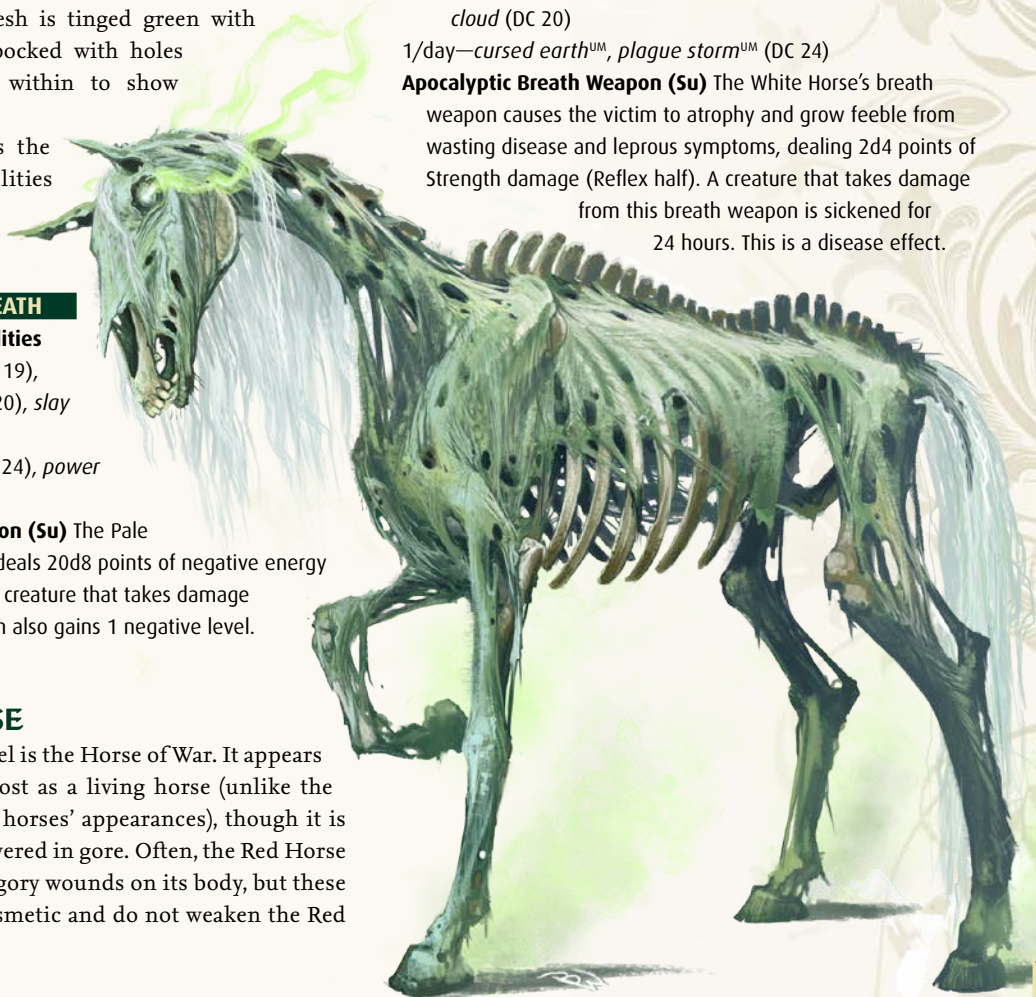 esh is tinged green with
pocked with holes
within to show
s the
lities
EATH
lities
19),
20), slay
24), power
on (Su) The Pale
deals 20d8 points of negative energy
creature that takes damage
n also gains 1 negative level.
SE
el is the Horse of War. It appears
ost as a living horse (unlike the
horses' appearances), though it is
vered in gore. Often, the Red Horse
gory wounds on its body, but these
smetic and do not weaken the Red
cloud (DC 20)
1/day—cursed earthUM, plague stormUM (DC 24)
Apocalyptic Breath Weapon (Su) The White Horse's breath
weapon causes the victim to atrophy and grow feeble from
wasting disease and leprous symptoms, dealing 2d4 points of
Strength damage (Reflex half). A creature that takes damage
from this breath weapon is sickened for
24 hours. This is a disease effect.